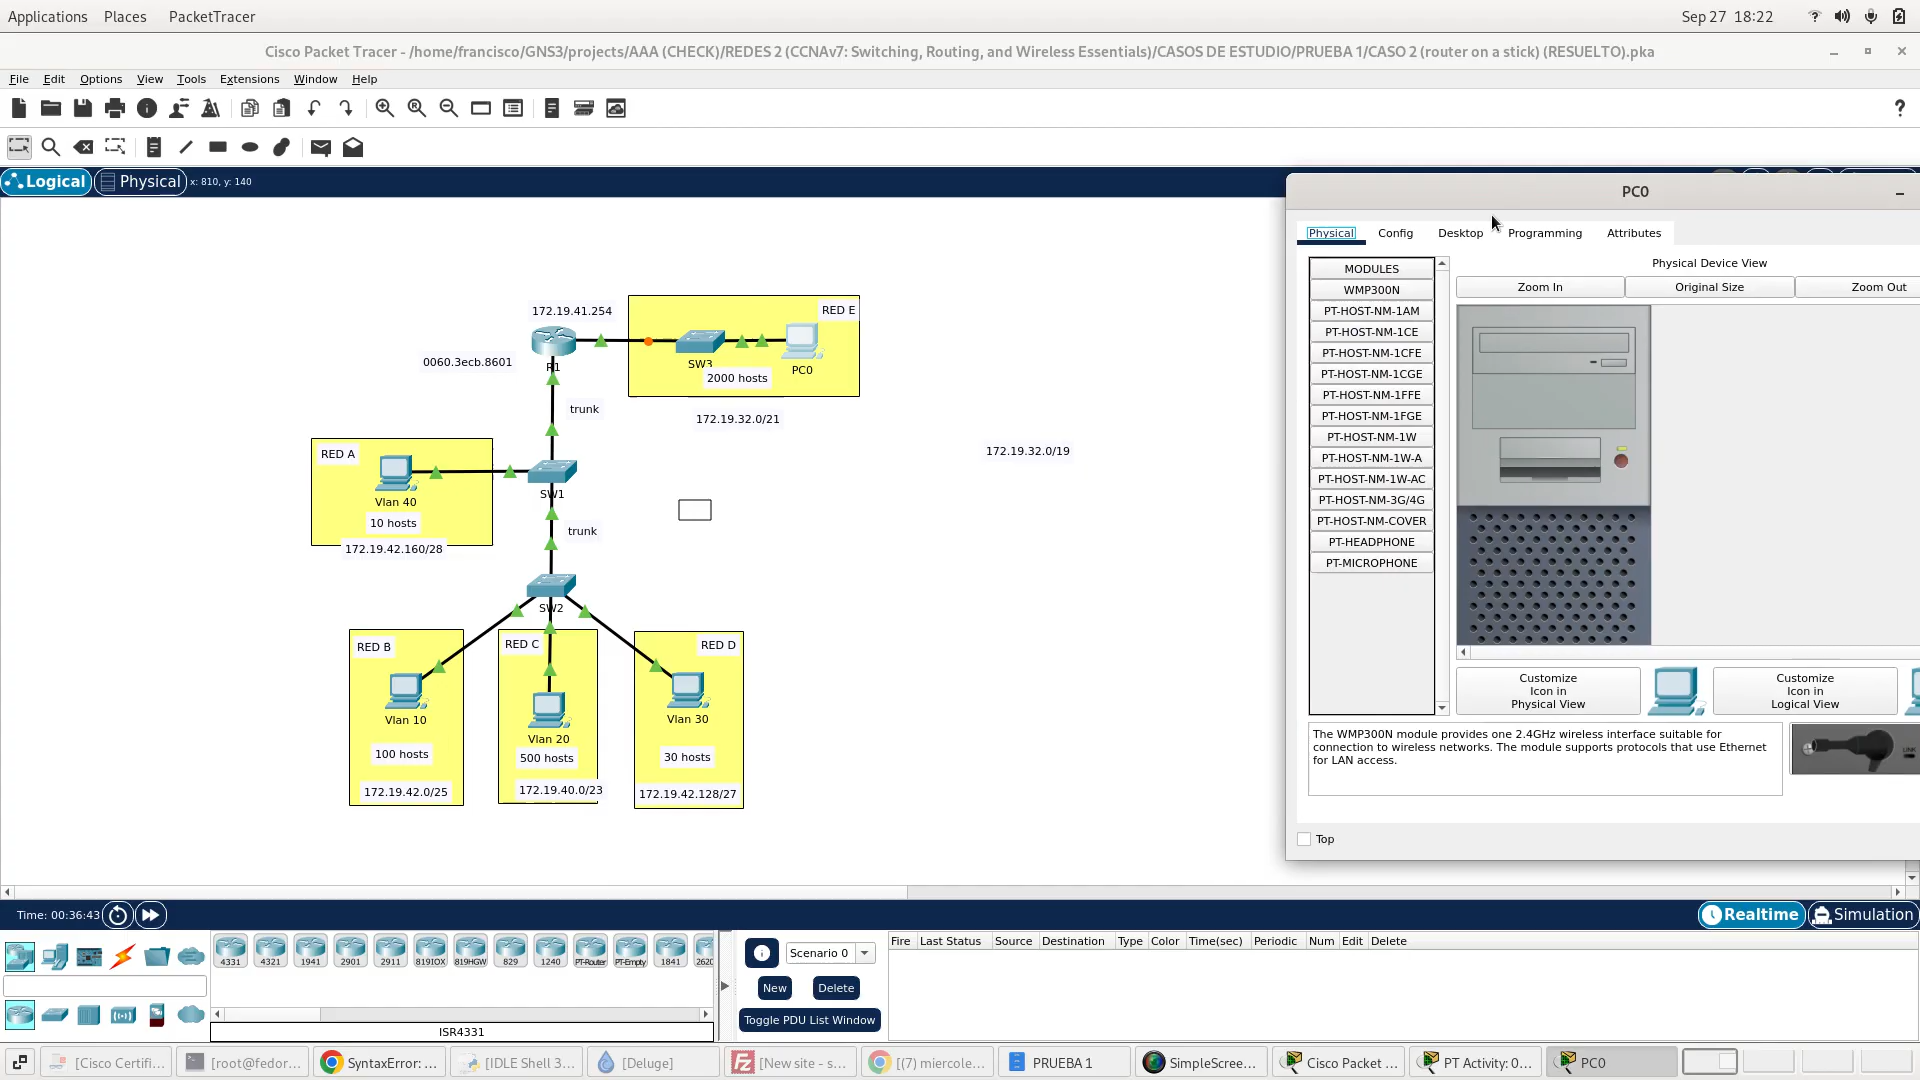 Applications Places PacketTracer Sep 27 18:22
Cisco Packet Tracer - /home/francisco/GNS3/projects/AAA (CHECK)/REDES 2 (CCNAv7: Switching, Routing, and Wireless Essentials)/CASOS DE ESTUDIO/PRUEBA 1/CASO 2 (router on a stick) (RESUELTO).pka
File Edit Options View Tools Extensions Window Help
Logical Physical x: 810, y: 140
172.19.41.254
RED E
0060.3ecb.8601
R1
SW3
PC0
2000 hosts
trunk
172.19.32.0/21
172.19.32.0/19
RED A
SW1
Vlan 40
10 hosts
trunk
172.19.42.160/28
SW2
RED B
RED C
RED D
Vlan 10
Vlan 20
Vlan 30
100 hosts
500 hosts
30 hosts
172.19.42.0/25
172.19.40.0/23
172.19.42.128/27
PC0
Physical Config Desktop Programming Attributes
MODULES
WMP300N
PT-HOST-NM-1AM
PT-HOST-NM-1CE
PT-HOST-NM-1CFE
PT-HOST-NM-1CGE
PT-HOST-NM-1FFE
PT-HOST-NM-1FGE
PT-HOST-NM-1W
PT-HOST-NM-1W-A
PT-HOST-NM-1W-AC
PT-HOST-NM-3G/4G
PT-HOST-NM-COVER
PT-HEADPHONE
PT-MICROPHONE
Physical Device View
Zoom In Original Size Zoom Out
Customize
Icon in
Physical View
Customize
Icon in
Logical View
The WMP300N module provides one 2.4GHz wireless interface suitable for
connection to wireless networks. The module supports protocols that use Ethernet
for LAN access.
LINK
Top
Time: 00:36:43
Realtime Simulation
4331 4321 1941 2901 2911 819IOX 819HGW 829 1240 PT-Router PT-Empty 1841 2620
ISR4331
Scenario 0
New Delete
Toggle PDU List Window
Fire Last Status Source Destination Type Color Time(sec) Periodic Num Edit Delete
[Cisco Certifi... [root@fedor... SyntaxError: ... [IDLE Shell 3... [Deluge] [New site - s... [(7) miercole... PRUEBA 1 SimpleScree... Cisco Packet ... PT Activity: 0... PC0